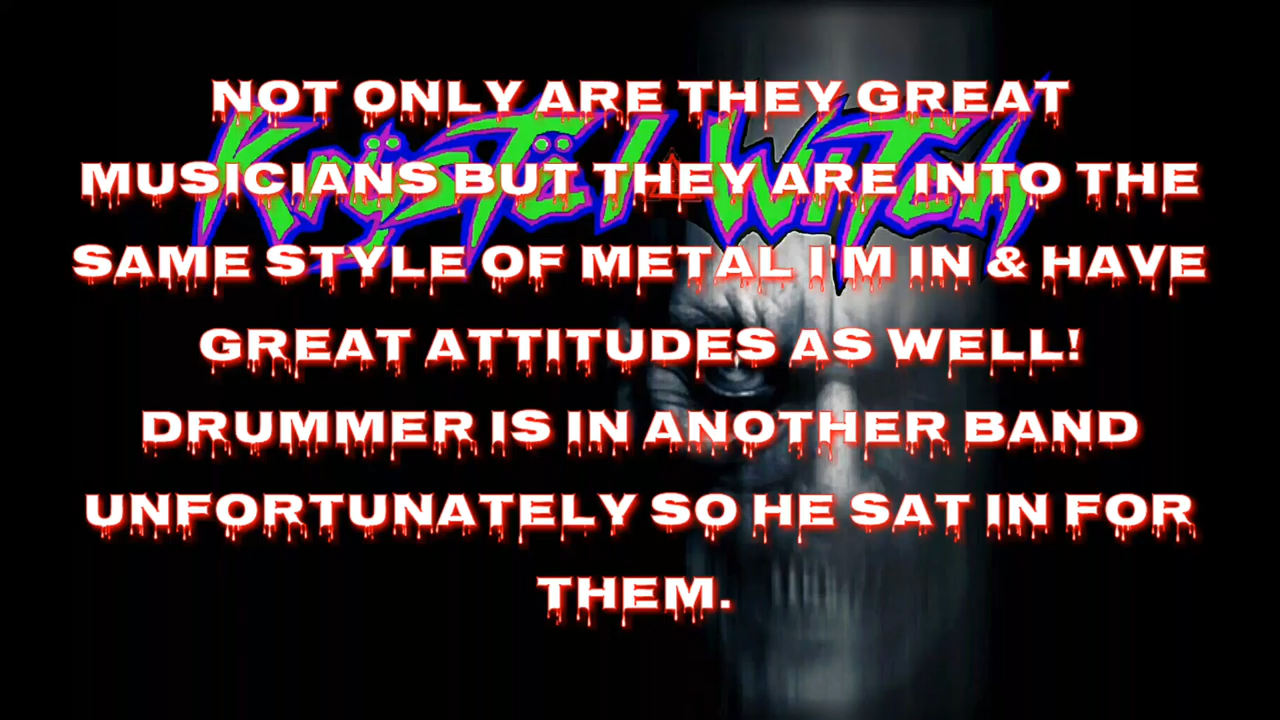 NOT ONLY ARE THEY GREAT
MUSICIANS BUT THEY ARE INTO THE
SAME STYLE OF METAL I'M IN & HAVE
GREAT ATTITUDES AS WELL!
DRUMMER IS IN ANOTHER BAND
UNFORTUNATELY SO HE SAT IN FOR
THEM.